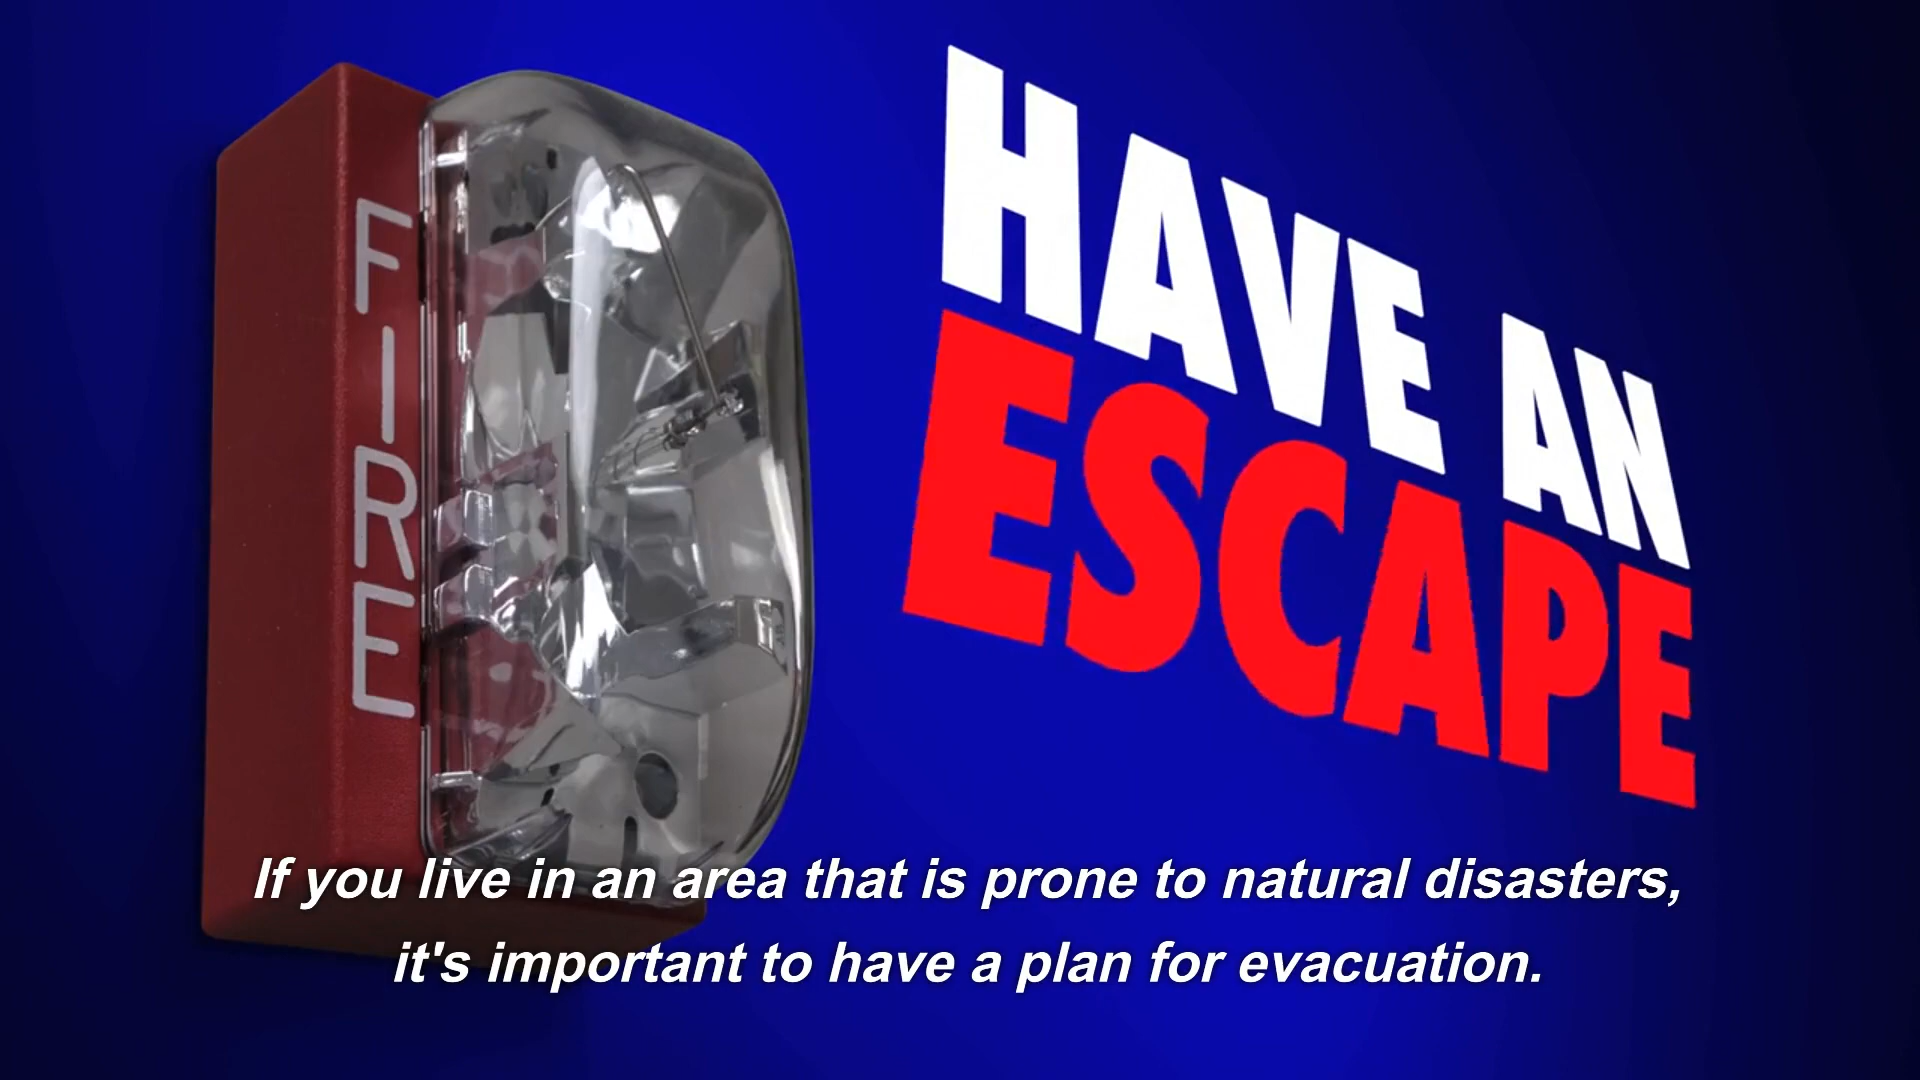 FIRE
HAVE AN
ESCAPE
If you live in an area that is prone to natural disasters,
it's important to have a plan for evacuation.